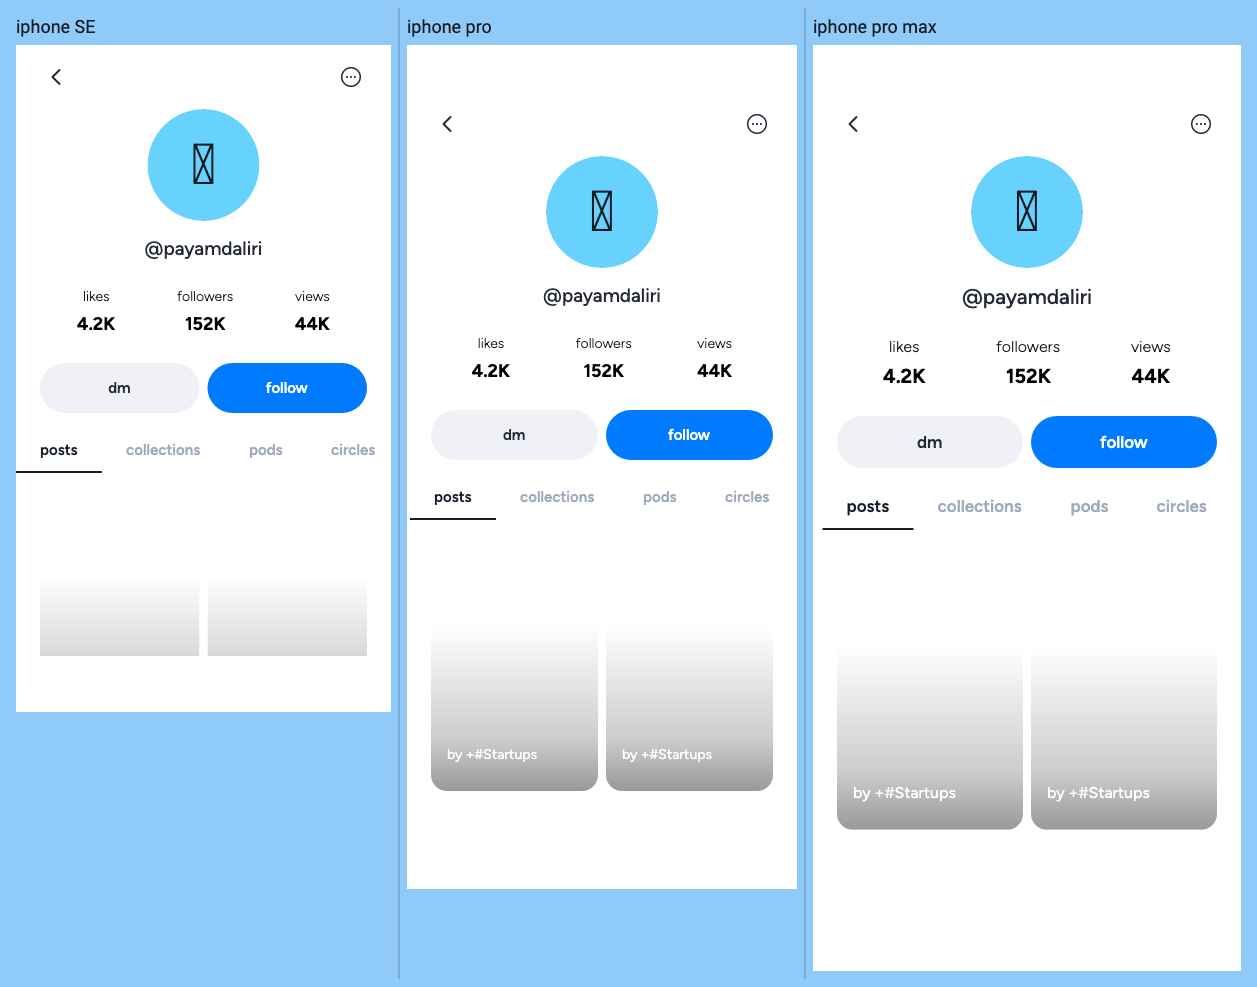 iphone SE
@payamdaliri
likes followers views
4.2K 152K 44K
dm follow
posts collections pods circles
iphone pro
@payamdaliri
likes followers views
4.2K 152K 44K
dm follow
posts collections pods circles
by +#Startups by +#Startups
iphone pro max
@payamdaliri
likes followers views
4.2K 152K 44K
dm follow
posts collections pods circles
by +#Startups by +#Startups